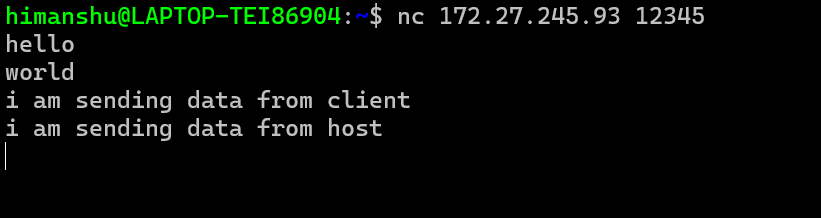 himanshu@LAPTOP-TEI86904:~$ nc 172.27.245.93 12345
hello
world
i am sending data from client
i am sending data from host